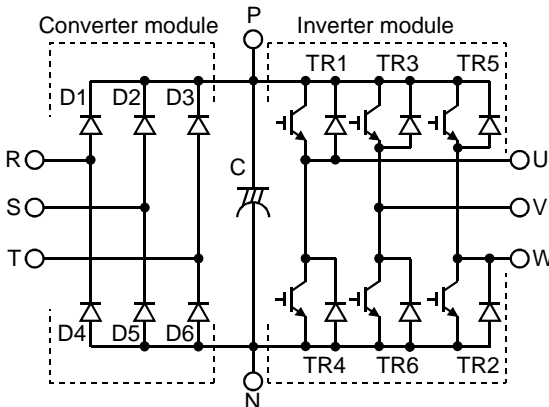 P
Converter module Inverter module
TR1 TR3 TR5
D1 D2 D3
R U
C
S V
T W
D4 D5 D6 TR4 TR6 TR2
N